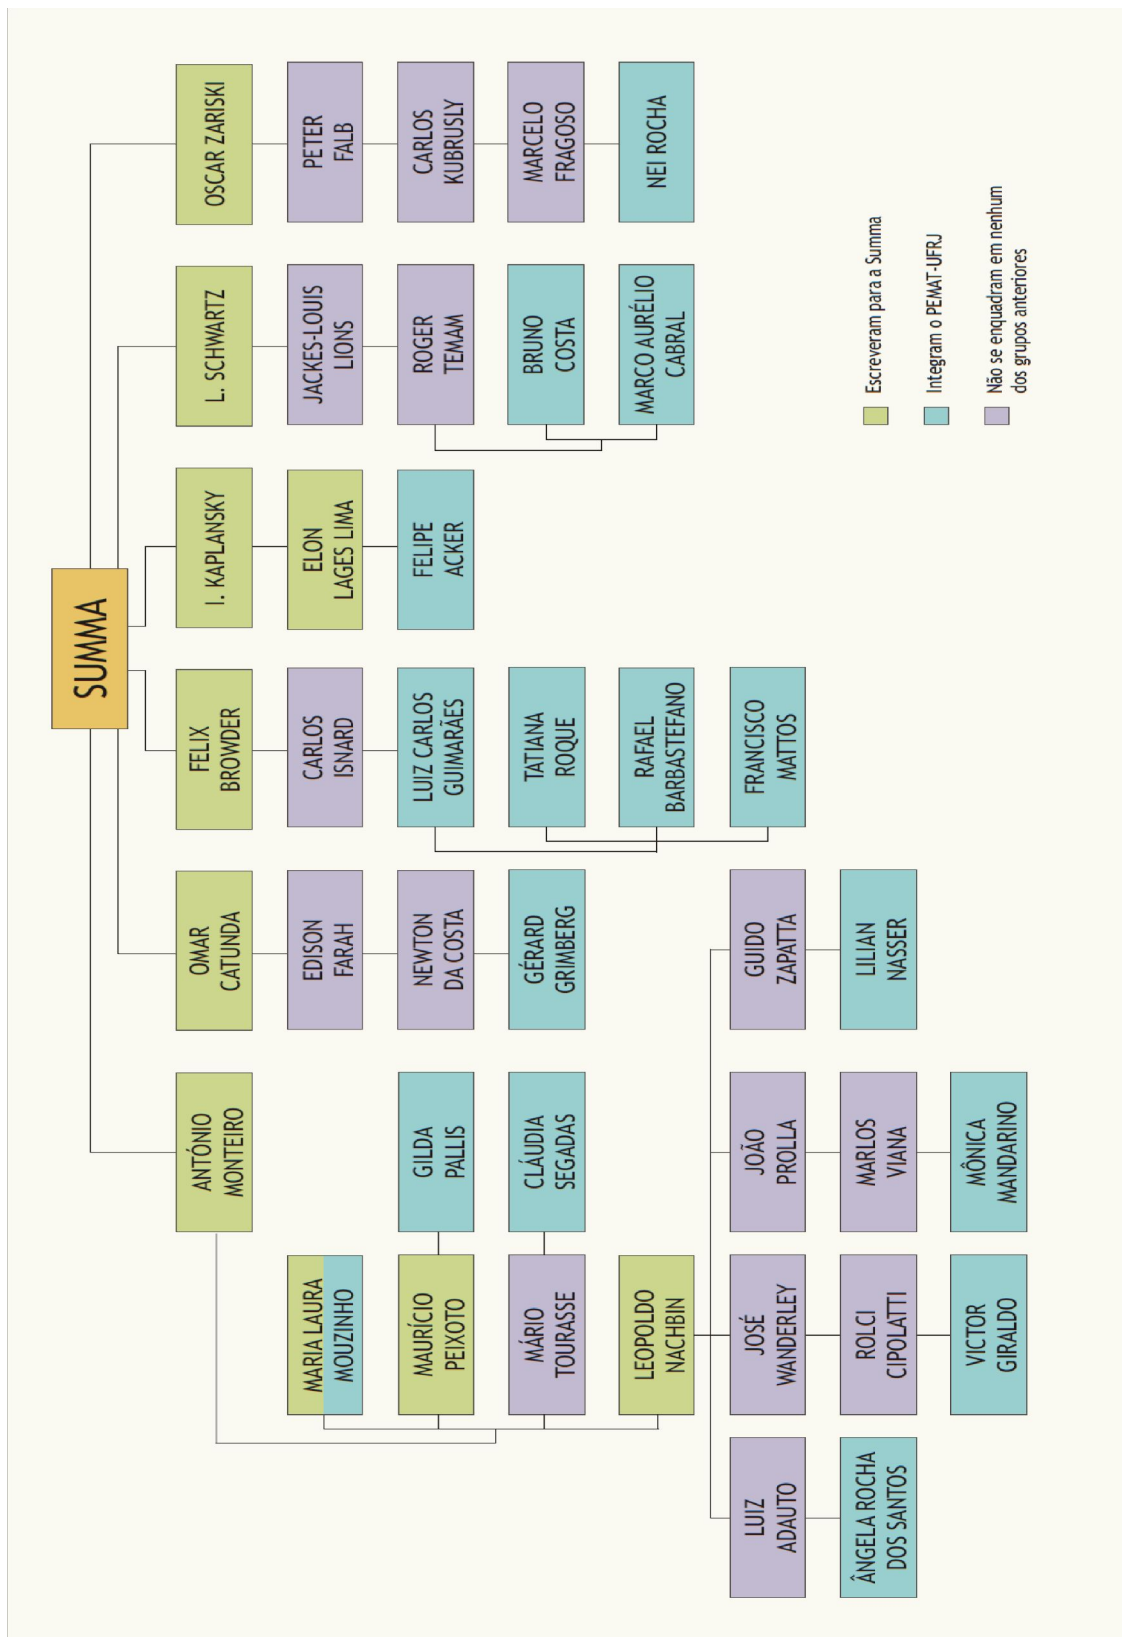 SUMMA
ANTÓNIO
MONTEIRO
OMAR
CATUNDA
FELIX
BROWDER
I. KAPLANSKY
L. SCHWARTZ
OSCAR ZARISKI
MARIA LAURA
MOUZINHO
EDISON
FARAH
CARLOS
ISNARD
ELON
LAGES LIMA
JACKES-LOUIS
LIONS
PETER
FALB
MAURÍCIO
PEIXOTO
GILDA
PALLIS
NEWTON
DA COSTA
LUIZ CARLOS
GUIMARÃES
FELIPE
ACKER
ROGER
TEMAM
CARLOS
KUBRUSLY
MÁRIO
TOURASSE
CLÁUDIA
SEGADAS
GÉRARD
GRIMBERG
TATIANA
ROQUE
BRUNO
COSTA
MARCELO
FRAGOSO
LEOPOLDO
NACHBIN
RAFAEL
BARBASTEFANO
MARCO AURÉLIO
CABRAL
NEI ROCHA
LUIZ
ADAUTO
JOSÉ
WANDERLEY
JOÃO
PROLLA
GUIDO
ZAPATTA
FRANCISCO
MATTOS
ÂNGELA ROCHA
DOS SANTOS
ROLCI
CIPOLATTI
MARLOS
VIANA
LILIAN
NASSER
VICTOR
GIRALDO
MÔNICA
MANDARINO
Escreveram para a Summa
Integram o PEMAT-UFRJ
Não se enquadram em nenhum
dos grupos anteriores